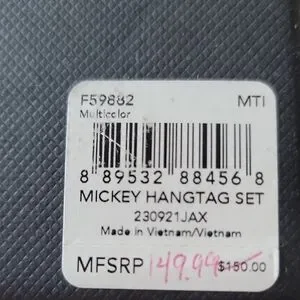 F59882 MTI
Multicolor
8 89532 88456 8
MICKEY HANGTAG SET
230921JAX
Made in Vietnam/Vietnam
MFSRP 149.99 $150.00